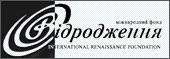 міжнародний фонд
Відродження
INTERNATIONAL RENAISSANCE FOUNDATION